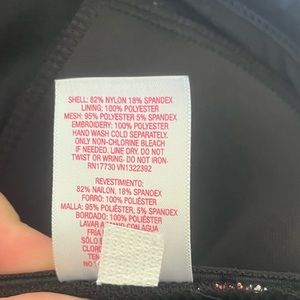 SHELL: 82% NYLON 18% SPANDEX
LINING: 100% POLYESTER
MESH: 95% POLYESTER 5% SPANDEX
EMBROIDERY: 100% POLYESTER
HAND WASH COLD SEPARATELY.
ONLY NON-CHLORINE BLEACH
IF NEEDED. LINE DRY. DO NOT
TWIST OR WRING. DO NOT IRON.
RN17730 VN1322392
REVESTIMIENTO:
82% NAILON, 18% SPANDEX
FORRO: 100% POLIÉSTER
MALLA: 95% POLIÉSTER, 5% SPANDEX
BORDADO: 100% POLIÉSTER
LAVAR A MANO CON AGUA
FRÍA
SÓLO
CLORO